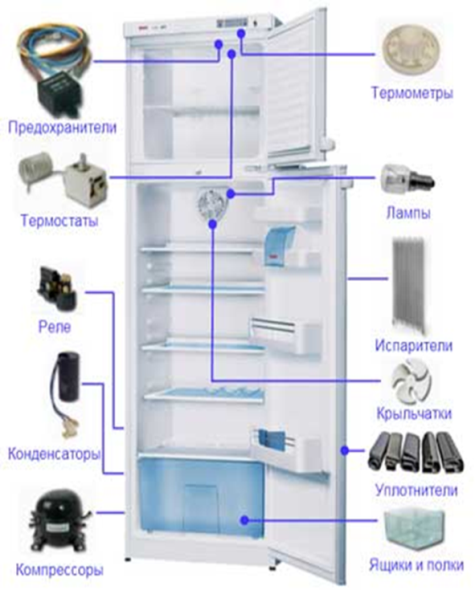 Предохранители
Термометры
Термостаты
Лампы
Реле
Испарители
Крыльчатки
Конденсаторы
Уплотнители
Компрессоры
Ящики и полки